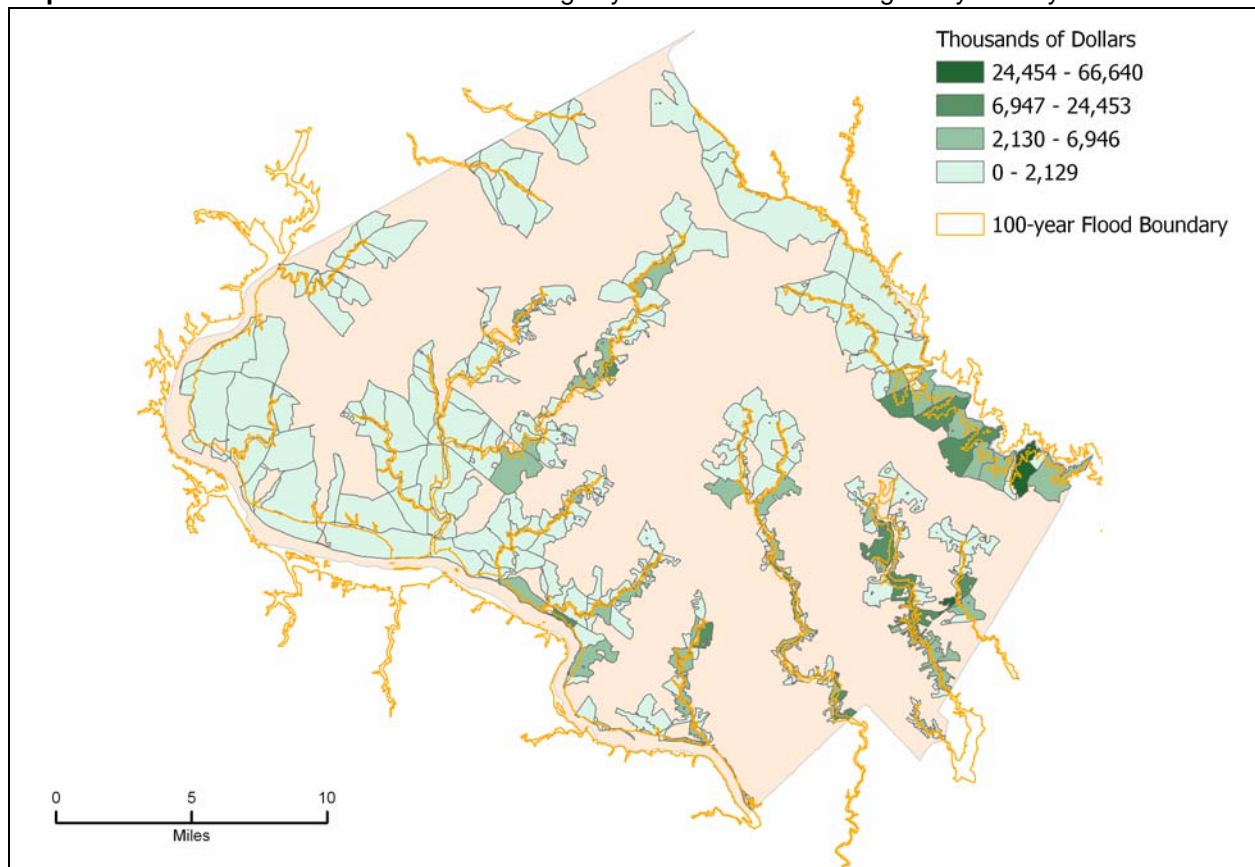 Thousands of Dollars
24,454 - 66,640
6,947 - 24,453
2,130 - 6,946
0 - 2,129
100-year Flood Boundary
0 5 10
Miles